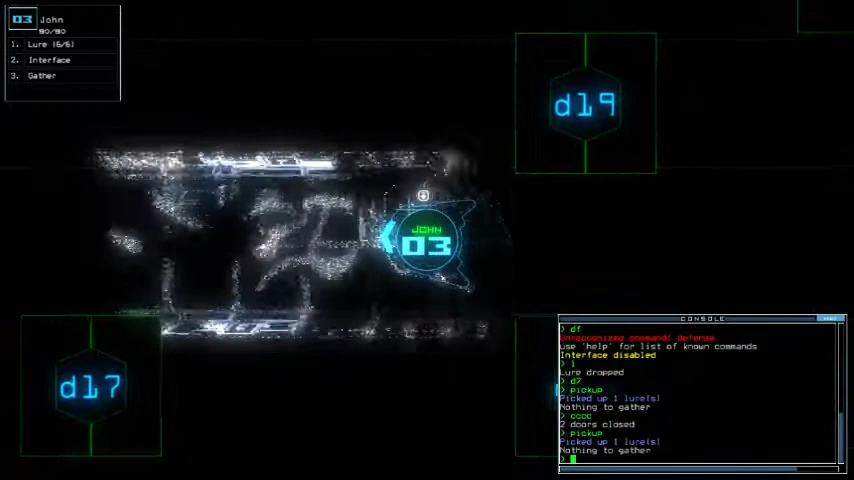 03 John
90/90
1. Lure (6/6)
2. Interface
3. Gather
d19
JOHN
03
d17
CONSOLE
> df
Unrecognized command: defense
use 'help' for list of known commands
Interface disabled
Lure dropped
> d7
> pickup
Picked up 1 lure(s)
Nothing to gather
> cccc
2 doors closed
> pickup
Picked up 1 lure(s)
Nothing to gather
>